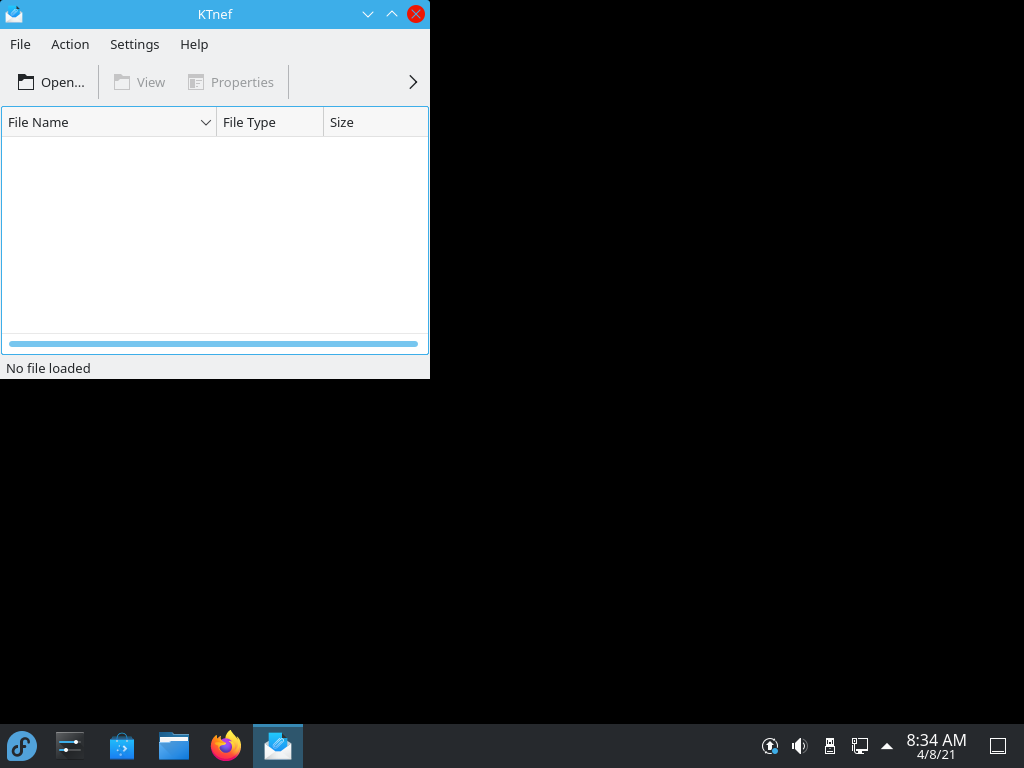 KTnef
File Action Settings Help
Open... View Properties
File Name File Type Size
No file loaded
8:34 AM
4/8/21